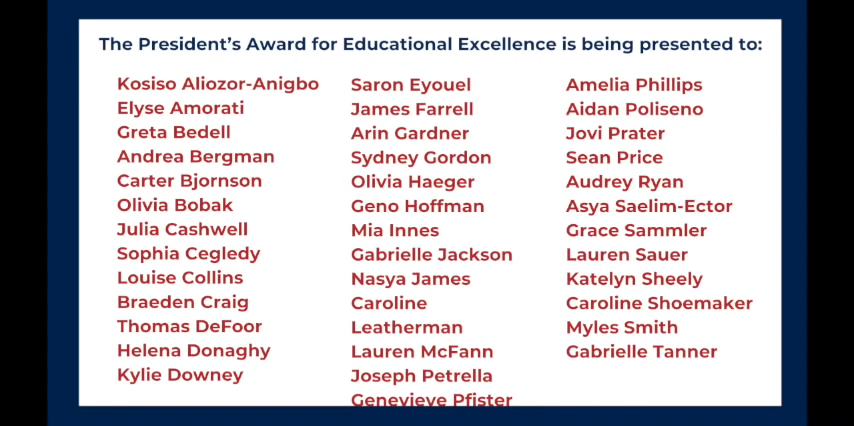 The President's Award for Educational Excellence is being presented to:
Kosiso Aliozor-Anigbo
Elyse Amorati
Greta Bedell
Andrea Bergman
Carter Bjornson
Olivia Bobak
Julia Cashwell
Sophia Cegledy
Louise Collins
Braeden Craig
Thomas DeFoor
Helena Donaghy
Kylie Downey
Saron Eyouel
James Farrell
Arin Gardner
Sydney Gordon
Olivia Haeger
Geno Hoffman
Mia Innes
Gabrielle Jackson
Nasya James
Caroline
Leatherman
Lauren McFann
Joseph Petrella
Genevieve Pfister
Amelia Phillips
Aidan Poliseno
Jovi Prater
Sean Price
Audrey Ryan
Asya Saelim-Ector
Grace Sammler
Lauren Sauer
Katelyn Sheely
Caroline Shoemaker
Myles Smith
Gabrielle Tanner